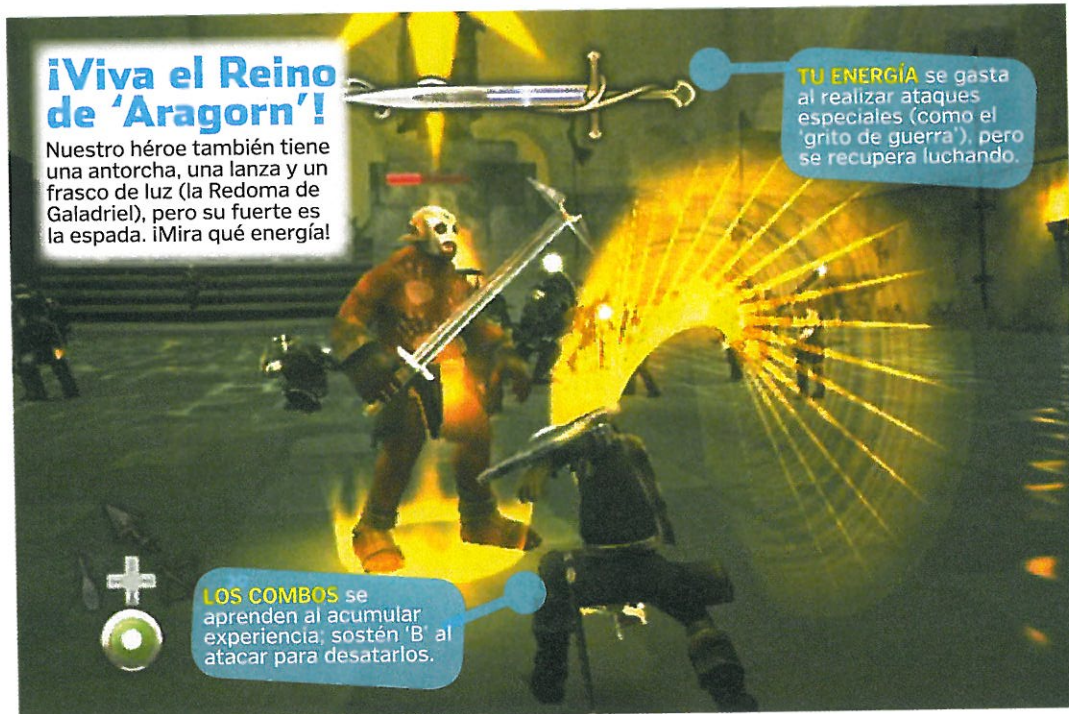 ¡Viva el Reino
de 'Aragorn'!
Nuestro héroe también tiene
una antorcha, una lanza y un
frasco de luz (la Redoma de
Galadriel), pero su fuerte es
la espada. ¡Mira qué energía!
TU ENERGÍA se gasta
al realizar ataques
especiales (como el
'grito de guerra'), pero
se recupera luchando.
LOS COMBOS se
aprenden al acumular
experiencia; sostén 'B' al
atacar para desatarlos.